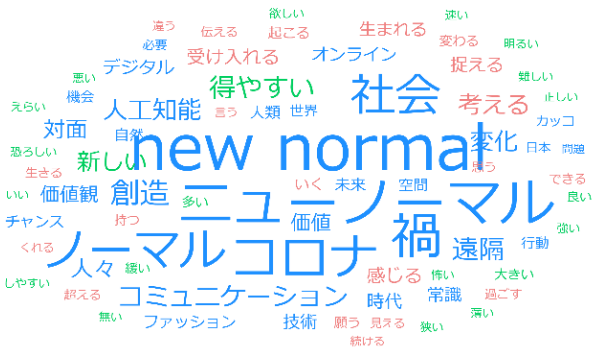 欲しい
違う 伝える 起こる 生まれる 速い
必要 デジタル 受け入れる オンライン 変わる 明るい
悪い 機会 得やすい 社会 捉える 難しい
えらい 人工知能 言う 人類 世界 考える 正しい
対面 自然 new normal 変化 日本 カッコ 問題
恐ろしい 新しい 思う
生きる いく 未来 空間 できる
いい 価値観 創造 多い ニューノーマル 良い
チャンス 持つ 価値 禍 強い
くれる ノーマル コロナ 遠隔 行動
人々 緩い 感じる 怖い 大きい
しやすい 超える コミュニケーション 時代 常識 過ごす
無い ファッション 技術 願う 見える 狭い 薄い
続ける